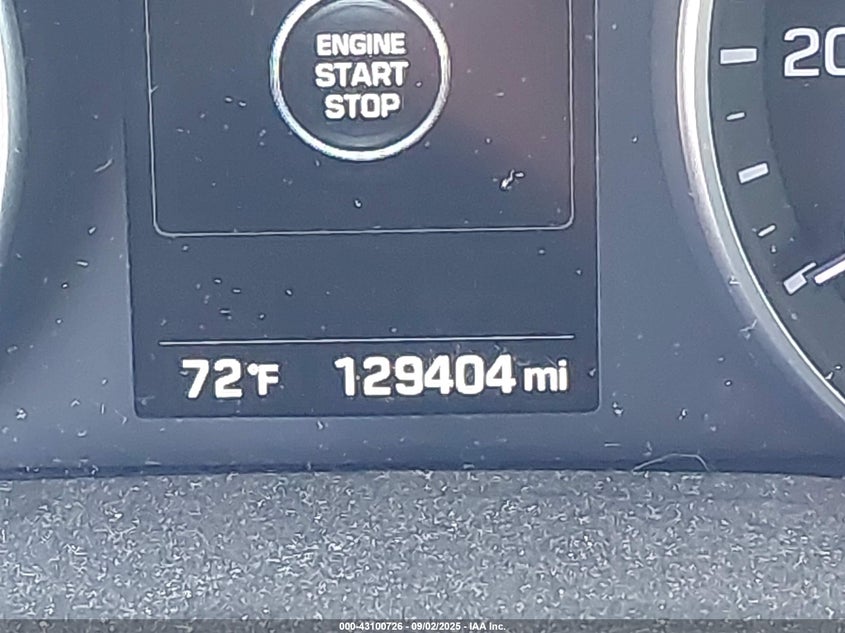 ENGINE
START
STOP
20
72°F 129404 mi
000-43100726 - 09/02/2025 - IAA Inc.